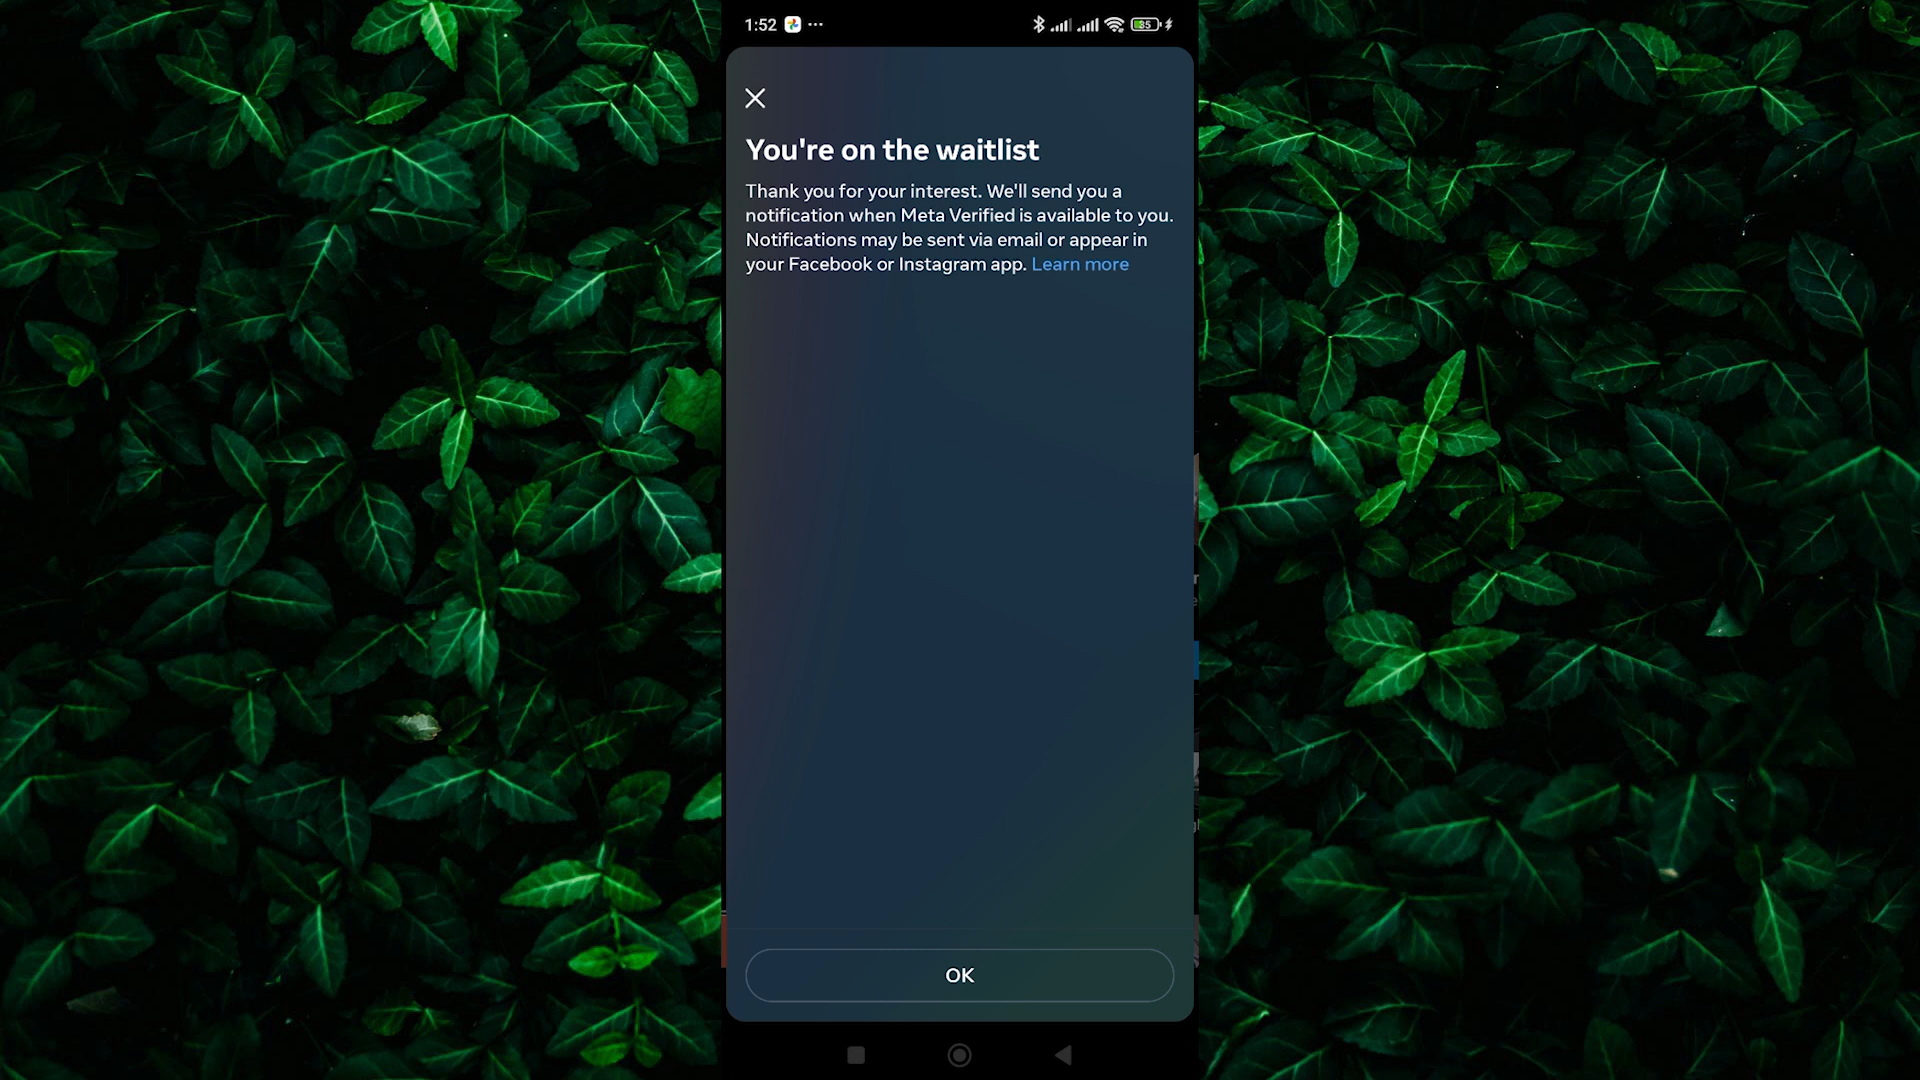 1:52
35
You're on the waitlist
Thank you for your interest. We'll send you a
notification when Meta Verified is available to you.
Notifications may be sent via email or appear in
your Facebook or Instagram app. Learn more
OK